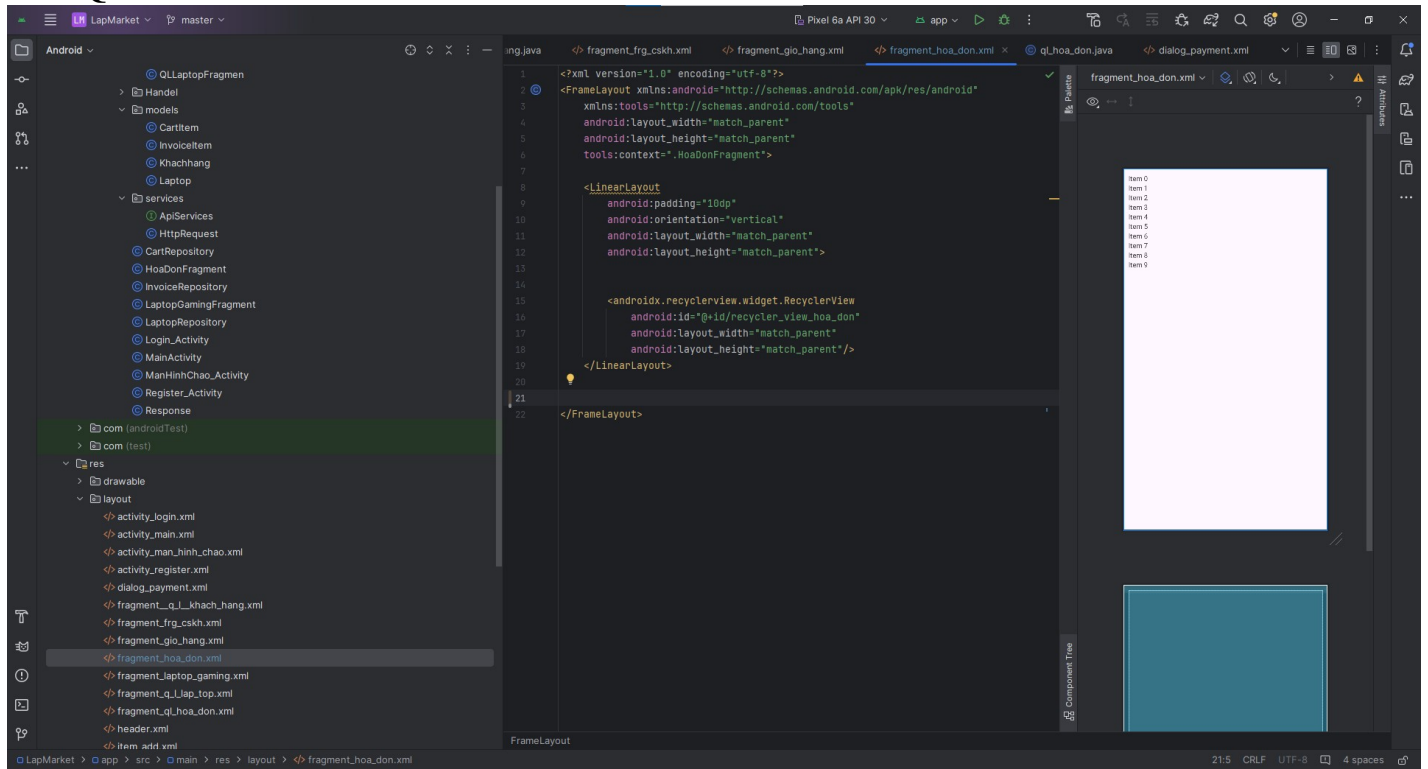 LM LapMarket master Pixel 6a API 30 app
Android
ang.java fragment_frg_cskh.xml fragment_gio_hang.xml fragment_hoa_don.xml ql_hoa_don.java dialog_payment.xml
QLLaptopFragmen
Handel
models
CartItem
InvoiceItem
Khachhang
Laptop
services
ApiServices
HttpRequest
CartRepository
HoaDonFragment
InvoiceRepository
LaptopGamingFragment
LaptopRepository
Login_Activity
MainActivity
ManHinhChao_Activity
Register_Activity
Response
com (androidTest)
com (test)
res
drawable
layout
activity_login.xml
activity_main.xml
activity_man_hinh_chao.xml
activity_register.xml
dialog_payment.xml
fragment__q_l__khach_hang.xml
fragment_frg_cskh.xml
fragment_gio_hang.xml
fragment_hoa_don.xml
fragment_laptop_gaming.xml
fragment_q_l_lap_top.xml
fragment_ql_hoa_don.xml
header.xml
item_add.xml
1 <?xml version="1.0" encoding="utf-8"?>
2 <FrameLayout xmlns:android="http://schemas.android.com/apk/res/android"
3 xmlns:tools="http://schemas.android.com/tools"
4 android:layout_width="match_parent"
5 android:layout_height="match_parent"
6 tools:context=".HoaDonFragment">
7
8 <LinearLayout
9 android:padding="10dp"
10 android:orientation="vertical"
11 android:layout_width="match_parent"
12 android:layout_height="match_parent">
13
14
15 <androidx.recyclerview.widget.RecyclerView
16 android:id="@+id/recycler_view_hoa_don"
17 android:layout_width="match_parent"
18 android:layout_height="match_parent"/>
19 </LinearLayout>
20
21
22 </FrameLayout>
FrameLayout
Palette
Component Tree
fragment_hoa_don.xml
?
Attributes
Item 0
Item 1
Item 2
Item 3
Item 4
Item 5
Item 6
Item 7
Item 8
Item 9
LapMarket > app > src > main > res > layout > fragment_hoa_don.xml
21:5 CRLF UTF-8 4 spaces